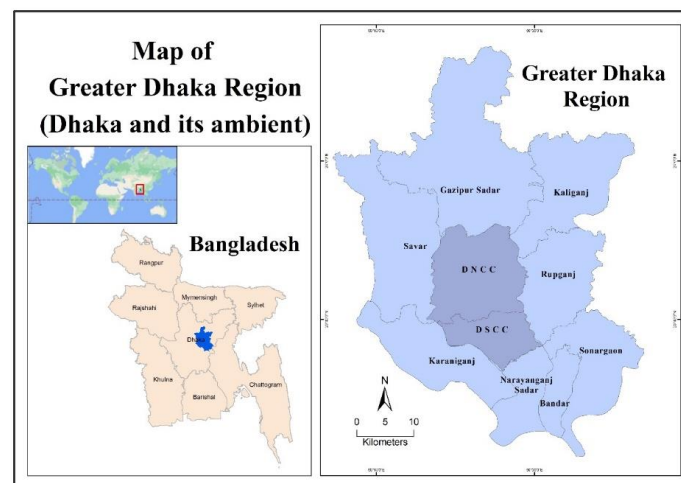 Map of
Greater Dhaka Region
(Dhaka and its ambient)
Bangladesh
Rangpur
Mymensingh
Sylhet
Rajshahi
Dhaka
Khulna
Barishal
Chattogram
Greater Dhaka
Region
Gazipur Sadar
Kaliganj
Savar
DNCC
Rupganj
DSCC
Sonargaon
Karaniganj
Narayanganj
Sadar
Bandar
N
0 5 10
Kilometers